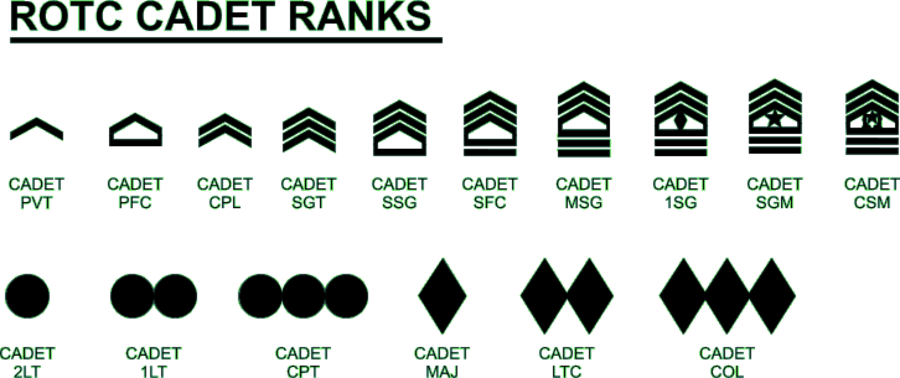 ROTC CADET RANKS
CADET PVT
CADET PFC
CADET CPL
CADET SGT
CADET SSG
CADET SFC
CADET MSG
CADET 1SG
CADET SGM
CADET CSM
CADET 2LT
CADET 1LT
CADET CPT
CADET MAJ
CADET LTC
CADET COL